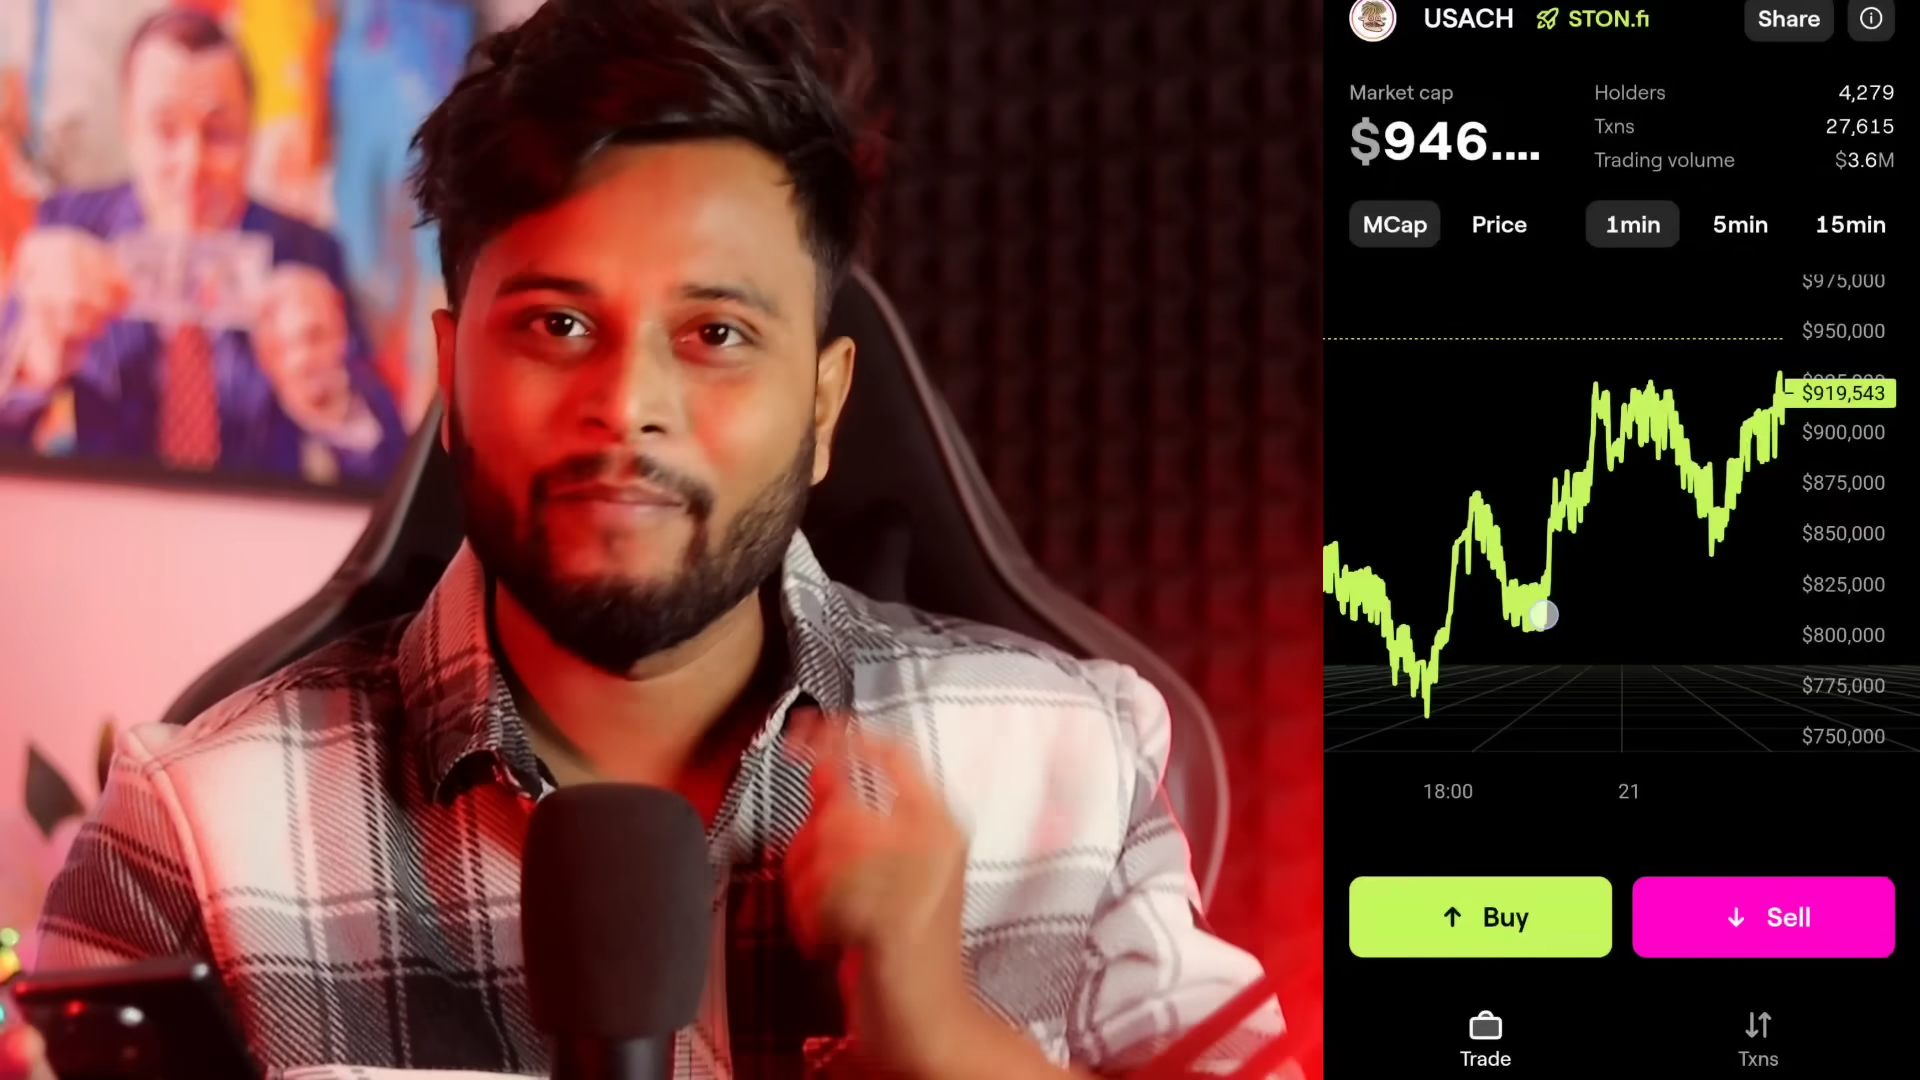 USACH STON.fi Share
Market cap
$946....
Holders 4,279
Txns 27,615
Trading volume $3.6M
MCap Price 1min 5min 15min
$975,000
$950,000
$919,543
$900,000
$875,000
$850,000
$825,000
$800,000
$775,000
$750,000
18:00 21
↑ Buy ↓ Sell
Trade Txns